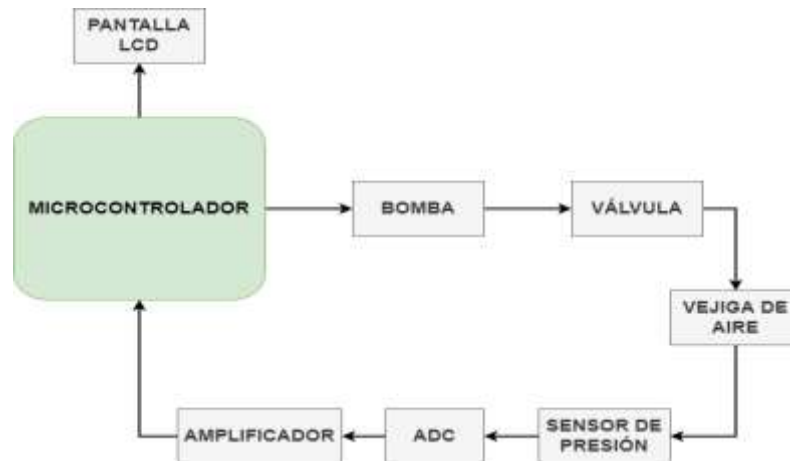 PANTALLA
LCD
MICROCONTROLADOR
BOMBA
VÁLVULA
VEJIGA DE
AIRE
AMPLIFICADOR
ADC
SENSOR DE
PRESIÓN